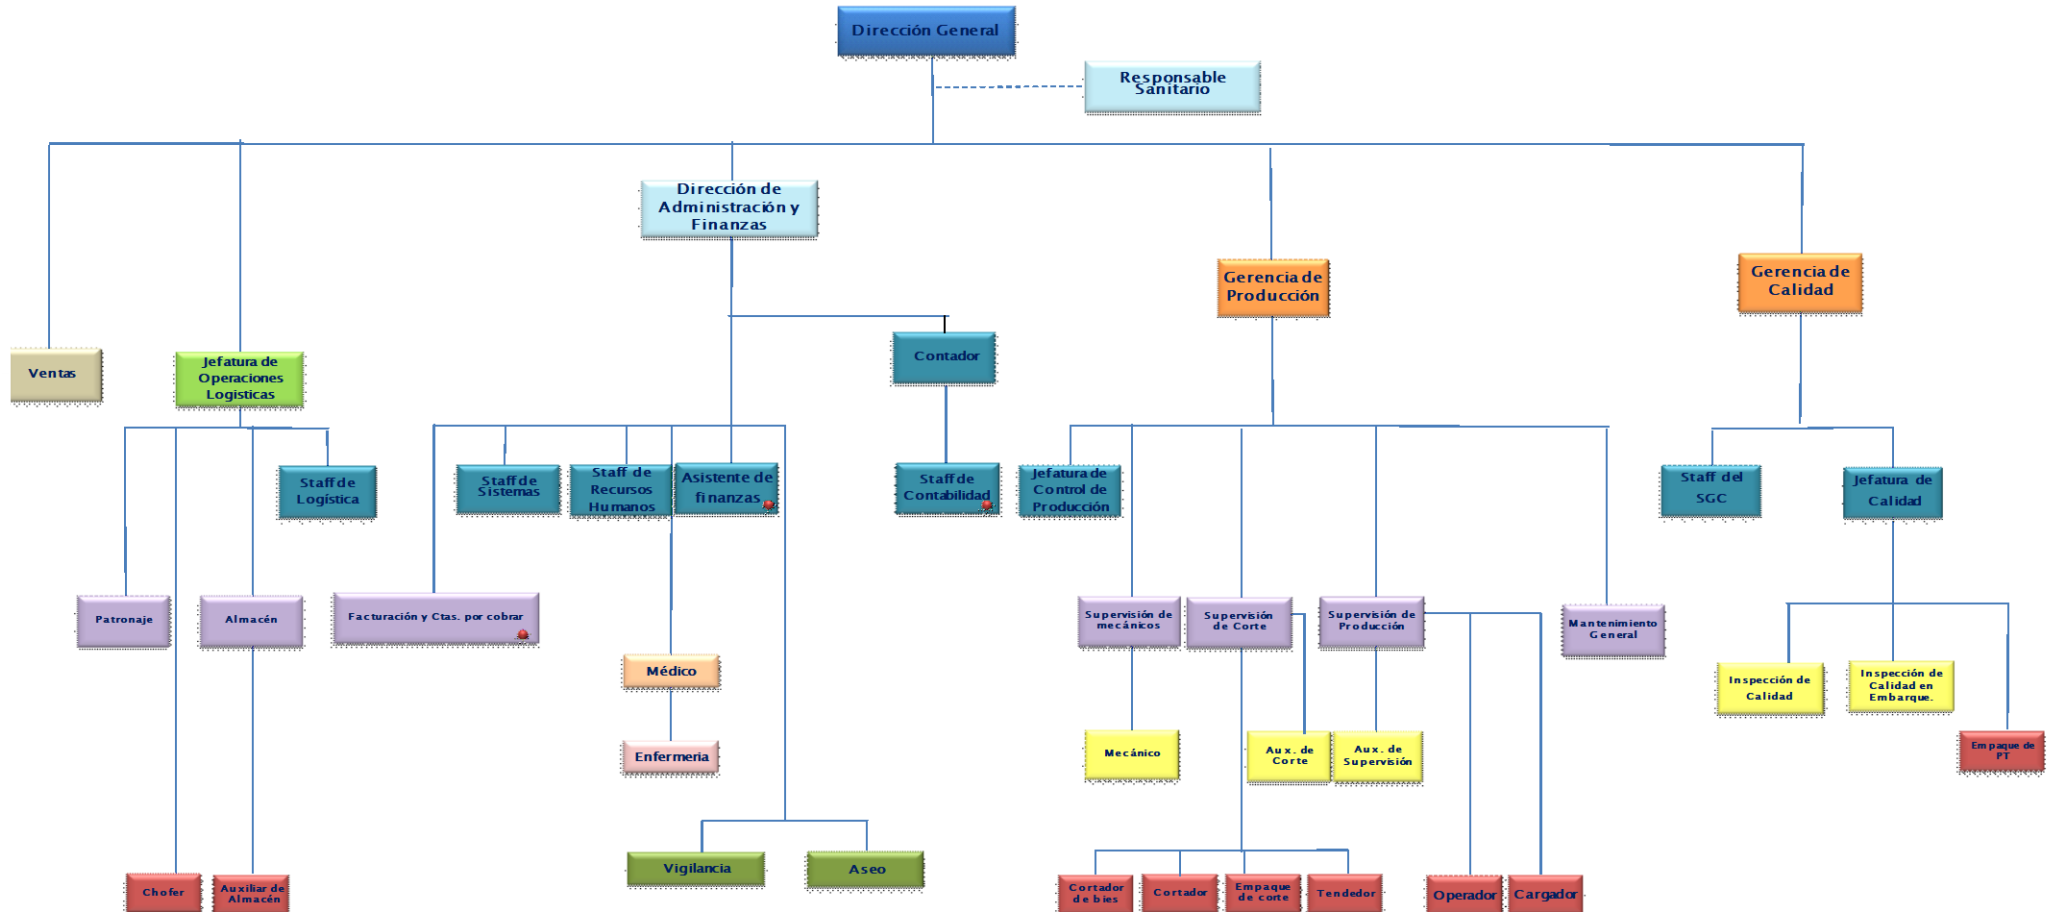 Dirección General
Responsable
Sanitario
Dirección de
Administración y
Finanzas
Gerencia de
Producción
Gerencia de
Calidad
Contador
Ventas
Jefatura de
Operaciones
Logísticas
Staff de
Logística
Staff de
Sistemas
Staff de
Recursos
Humanos
Asistente de
finanzas
Staff de
Contabilidad
Jefatura de
Control de
Producción
Staff del
SGC
Jefatura de
Calidad
Patronaje
Almacén
Facturación y Ctas. por cobrar
Supervisión de
mecánicos
Supervisión
de Corte
Supervisión de
Producción
Mantenimiento
General
Médico
Inspección de
Calidad
Inspección de
Calidad en
Embarque.
Enfermeria
Mecánico
Aux. de
Corte
Aux. de
Supervisión
Empaque de
PT
Vigilancia
Aseo
Chofer
Auxiliar de
Almacén
Cortador
de bies
Cortador
Empaque
de corte
Tendedor
Operador
Cargador